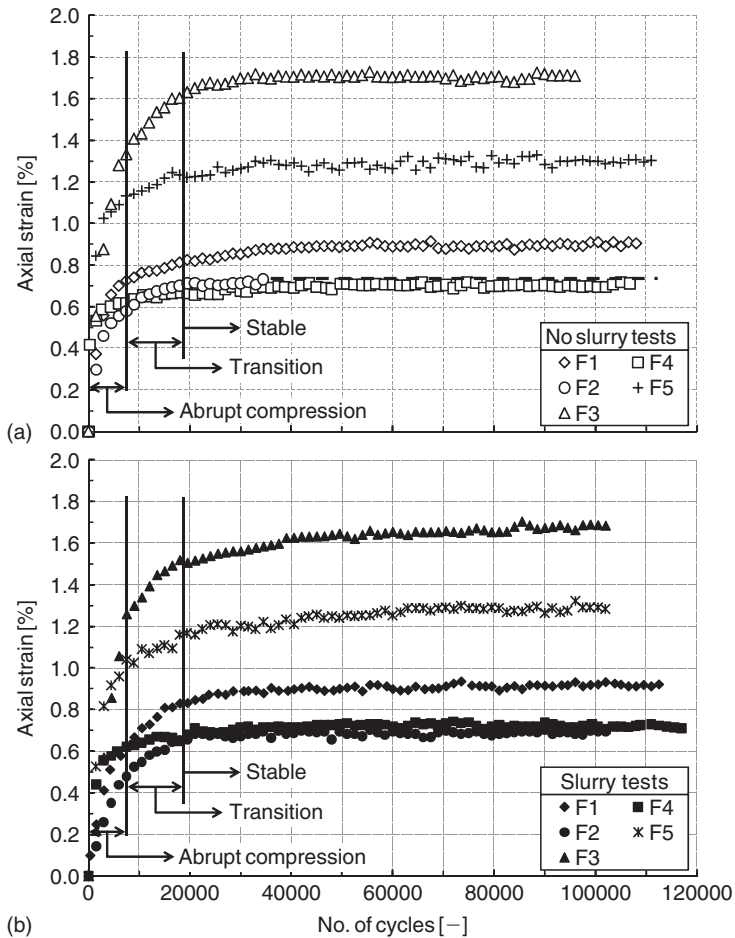 2.0
1.8
1.6
1.4
1.2
1.0
0.8
0.6
0.4
0.2
0.0
Axial strain [%]
Stable
Transition
Abrupt compression
No slurry tests
F1 F4
F2 F5
F3
(a)
2.0
1.8
1.6
1.4
1.2
1.0
0.8
0.6
0.4
0.2
0.0
Axial strain [%]
Stable
Transition
Abrupt compression
Slurry tests
F1 F4
F2 F5
F3
0 20000 40000 60000 80000 100000 120000
(b)
No. of cycles [−]